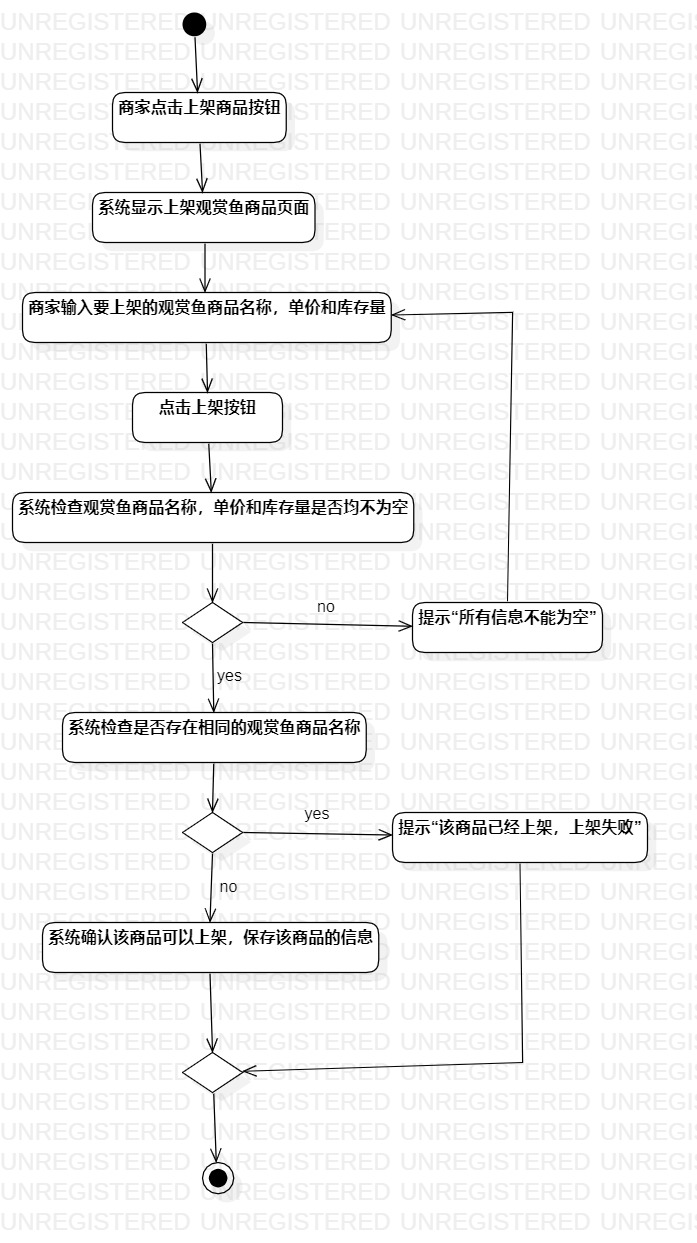 商家点击上架商品按钮
系统显示上架观赏鱼商品页面
商家输入要上架的观赏鱼商品名称，单价和库存量
点击上架按钮
系统检查观赏鱼商品名称，单价和库存量是否均不为空
no
提示“所有信息不能为空”
yes
系统检查是否存在相同的观赏鱼商品名称
yes
提示“该商品已经上架，上架失败”
no
系统确认该商品可以上架，保存该商品的信息
UNREGISTERED